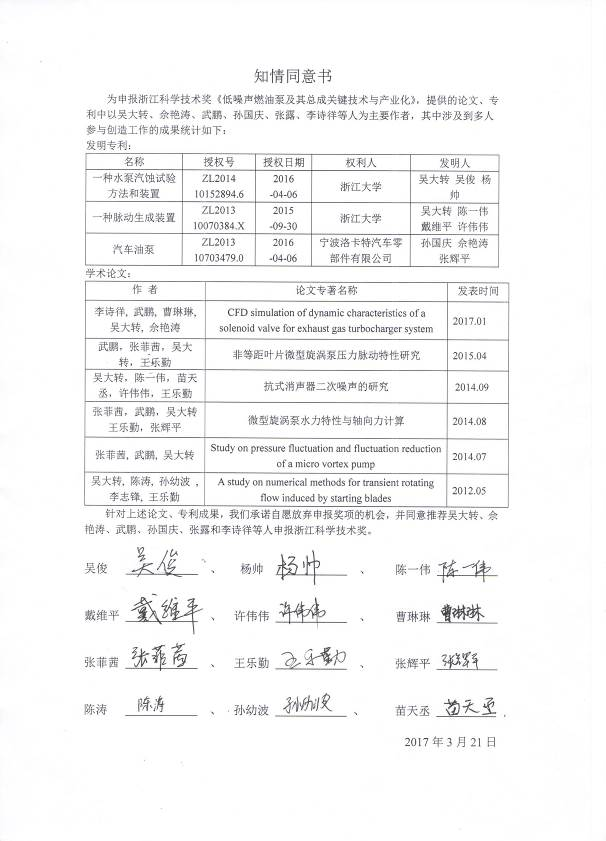 知情同意书
为申报浙江科学技术奖《低噪声燃油泵及其总成关键技术与产业化》，提供的论文、专
利中以吴大转、佘艳涛、武鹏、孙国庆、张露、李诗徉等人为主要作者，其中涉及到多人
参与创造工作的成果统计如下：
发明专利：
名称 授权号 授权日期 权利人 发明人
一种水泵汽蚀试验 ZL2014 2016 浙江大学 吴大转 吴俊 杨
方法和装置 10152894.6 -04-06 帅
一种脉动生成装置 ZL2013 2015 浙江大学 吴大转 陈一伟
10070384.X -09-30 戴维平 许伟伟
汽车油泵 ZL2013 2016 宁波洛卡特汽车零 孙国庆 佘艳涛
10703479.0 -04-06 部件有限公司 张辉平
学术论文：
作 者 论文专著名称 发表时间
李诗徉, 武鹏, 曹琳琳, CFD simulation of dynamic characteristics of a 2017.01
吴大转, 佘艳涛 solenoid valve for exhaust gas turbocharger system
武鹏，张菲茜，吴大 非等距叶片微型旋涡泵压力脉动特性研究 2015.04
转，王乐勤
吴大转，陈一伟，苗天 抗式消声器二次噪声的研究 2014.09
丞，许伟伟，王乐勤
张菲茜，武鹏，吴大转 微型旋涡泵水力特性与轴向力计算 2014.08
王乐勤，张辉平
张菲茜, 武鹏, 吴大转 Study on pressure fluctuation and fluctuation reduction 2014.07
of a micro vortex pump
吴大转, 陈涛, 孙幼波 , A study on numerical methods for transient rotating 2012.05
李志锋, 王乐勤 flow induced by starting blades
针对上述论文、专利成果，我们承诺自愿放弃申报奖项的机会，并同意推荐吴大转、佘
艳涛、武鹏、孙国庆、张露和李诗徉等人申报浙江科学技术奖。
吴俊 吴俊 、 杨帅 杨帅 、 陈一伟 陈一伟
戴维平 戴维平 、 许伟伟 许伟伟 、 曹琳琳 曹琳琳
张菲茜 张菲茜 、 王乐勤 王乐勤 、 张辉平 张辉平
陈涛 陈涛 、 孙幼波 孙幼波 、 苗天丞 苗天丞 .
2017 年 3 月 21 日